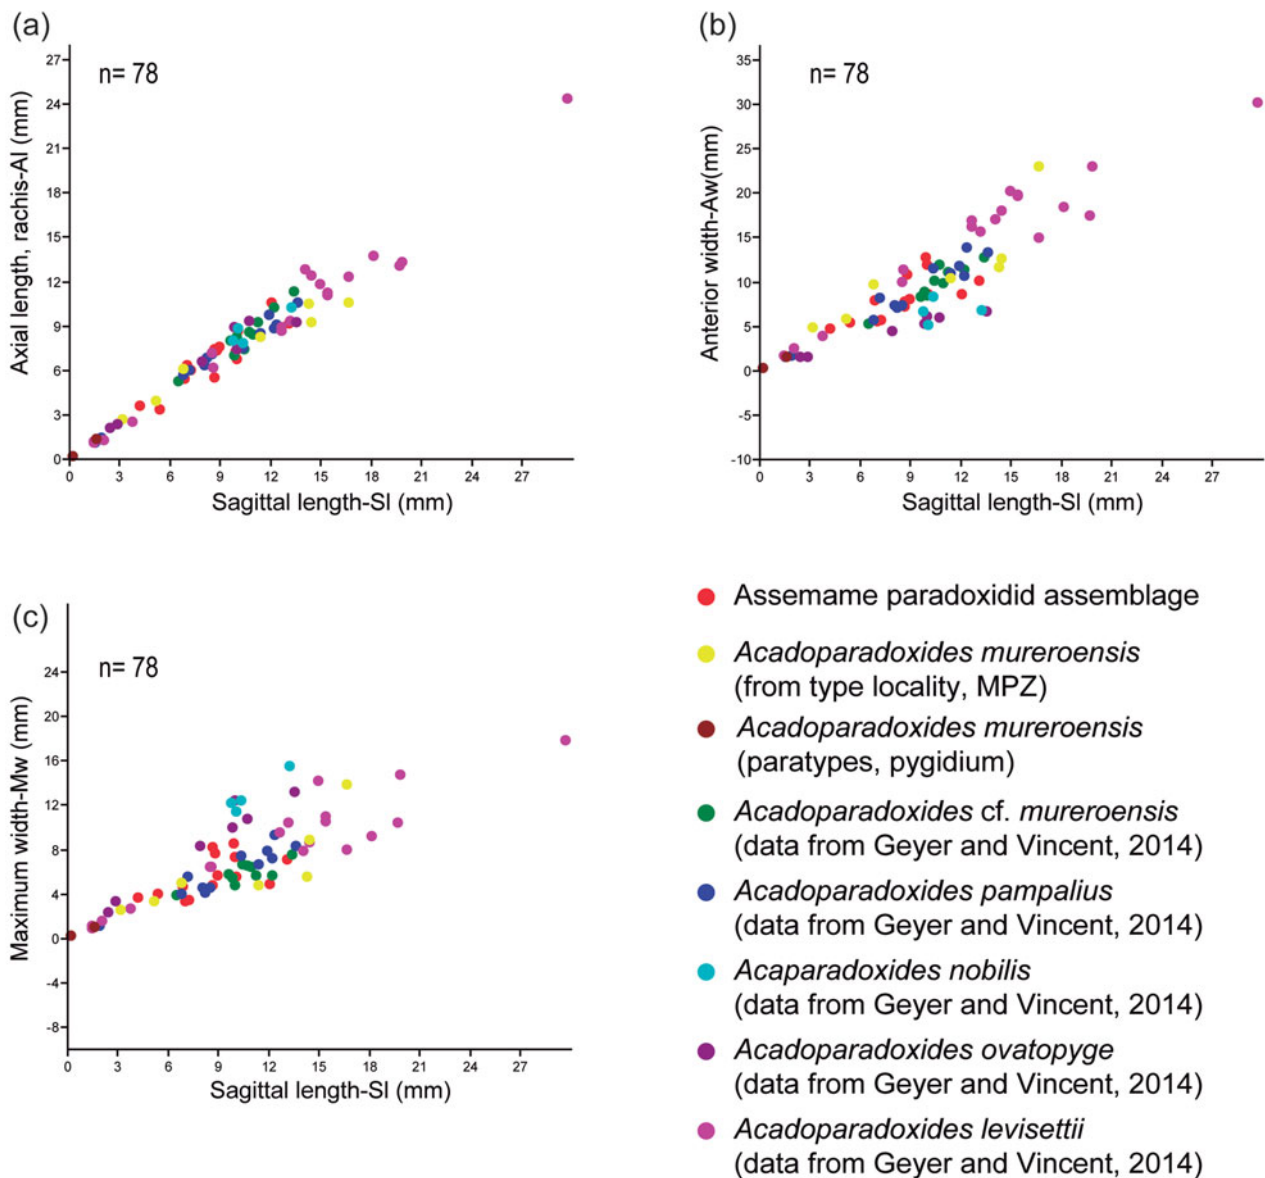 (a)
n= 78
Axial length, rachis-Al (mm)
27
24
21
18
15
12
9
6
3
0
0 3 6 9 12 15 18 21 24 27
Sagittal length-Sl (mm)
(b)
n= 78
Anterior width-Aw(mm)
35
30
25
20
15
10
5
0
-5
-10
0 3 6 9 12 15 18 21 24 27
Sagittal length-Sl (mm)
(c)
n= 78
Maximum width-Mw (mm)
24
20
16
12
8
4
0
-4
-8
0 3 6 9 12 15 18 21 24 27
Sagittal length-Sl (mm)
Assemame paradoxidid assemblage
Acadoparadoxides mureroensis
(from type locality, MPZ)
Acadoparadoxides mureroensis
(paratypes, pygidium)
Acadoparadoxides cf. mureroensis
(data from Geyer and Vincent, 2014)
Acadoparadoxides pampalius
(data from Geyer and Vincent, 2014)
Acaparadoxides nobilis
(data from Geyer and Vincent, 2014)
Acadoparadoxides ovatopyge
(data from Geyer and Vincent, 2014)
Acadoparadoxides levisettii
(data from Geyer and Vincent, 2014)